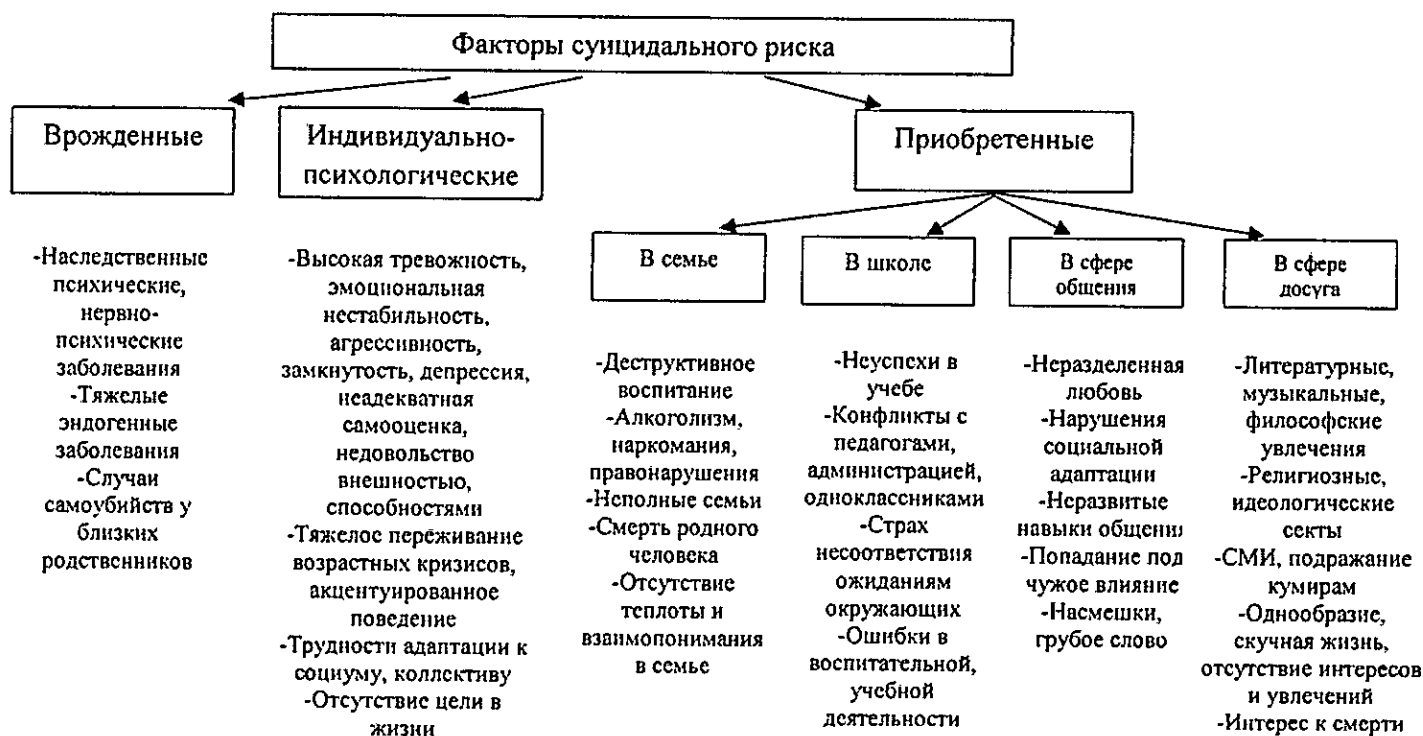 Факторы суицидального риска
Врожденные
Индивидуально-
психологические
Приобретенные
-Наследственные
психические,
нервно-
психические
заболевания
-Тяжелые
эндогенные
заболевания
-Случаи
самоубийств у
близких
родственников
-Высокая тревожность,
эмоциональная
нестабильность,
агрессивность,
замкнутость, депрессия,
неадекватная
самооценка,
недовольство
внешностью,
способностями
-Тяжелое переживание
возрастных кризисов,
акцентуированное
поведение
-Трудности адаптации к
социуму, коллективу
-Отсутствие цели в
жизни
В семье
-Деструктивное
воспитание
-Алкоголизм,
наркомания,
правонарушения
-Неполные семьи
-Смерть родного
человека
-Отсутствие
теплоты и
взаимопонимания
в семье
В школе
-Неуспехи в
учебе
-Конфликты с
педагогами,
администрацией,
одноклассниками
-Страх
несоответствия
ожиданиям
окружающих
-Ошибки в
воспитательной,
учебной
деятельности
В сфере
общения
-Неразделенная
любовь
-Нарушения
социальной
адаптации
-Неразвитые
навыки общения
-Попадание под
чужое влияние
-Насмешки,
грубое слово
В сфере
досуга
-Литературные,
музыкальные,
философские
увлечения
-Религиозные,
идеологические
секты
-СМИ, подражание
кумирам
-Однообразие,
скучная жизнь,
отсутствие интересов
и увлечений
-Интерес к смерти